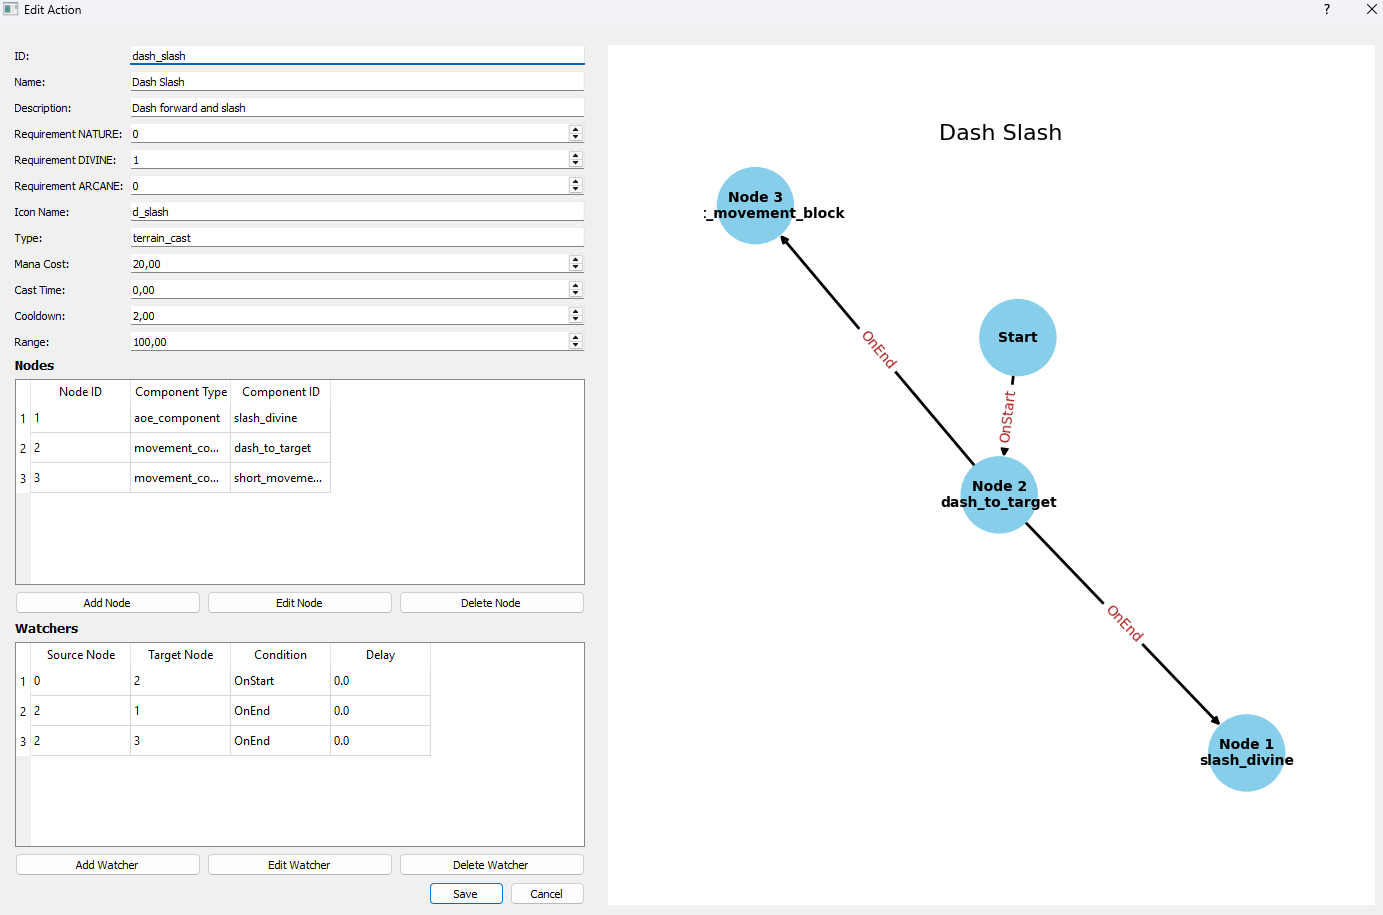 Edit Action
?
ID: dash_slash
Name: Dash Slash
Description: Dash forward and slash
Requirement NATURE: 0
Requirement DIVINE: 1
Requirement ARCANE: 0
Icon Name: d_slash
Type: terrain_cast
Mana Cost: 20,00
Cast Time: 0,00
Cooldown: 2,00
Range: 100,00
Nodes
Node ID Component Type Component ID
1 1 aoe_component slash_divine
2 2 movement_co... dash_to_target
3 3 movement_co... short_moveme...
Add Node Edit Node Delete Node
Watchers
Source Node Target Node Condition Delay
1 0 2 OnStart 0.0
2 2 1 OnEnd 0.0
3 2 3 OnEnd 0.0
Add Watcher Edit Watcher Delete Watcher
Save Cancel
Dash Slash
Node 3
_movement_block
OnEnd
Start
OnStart
Node 2
dash_to_target
OnEnd
Node 1
slash_divine